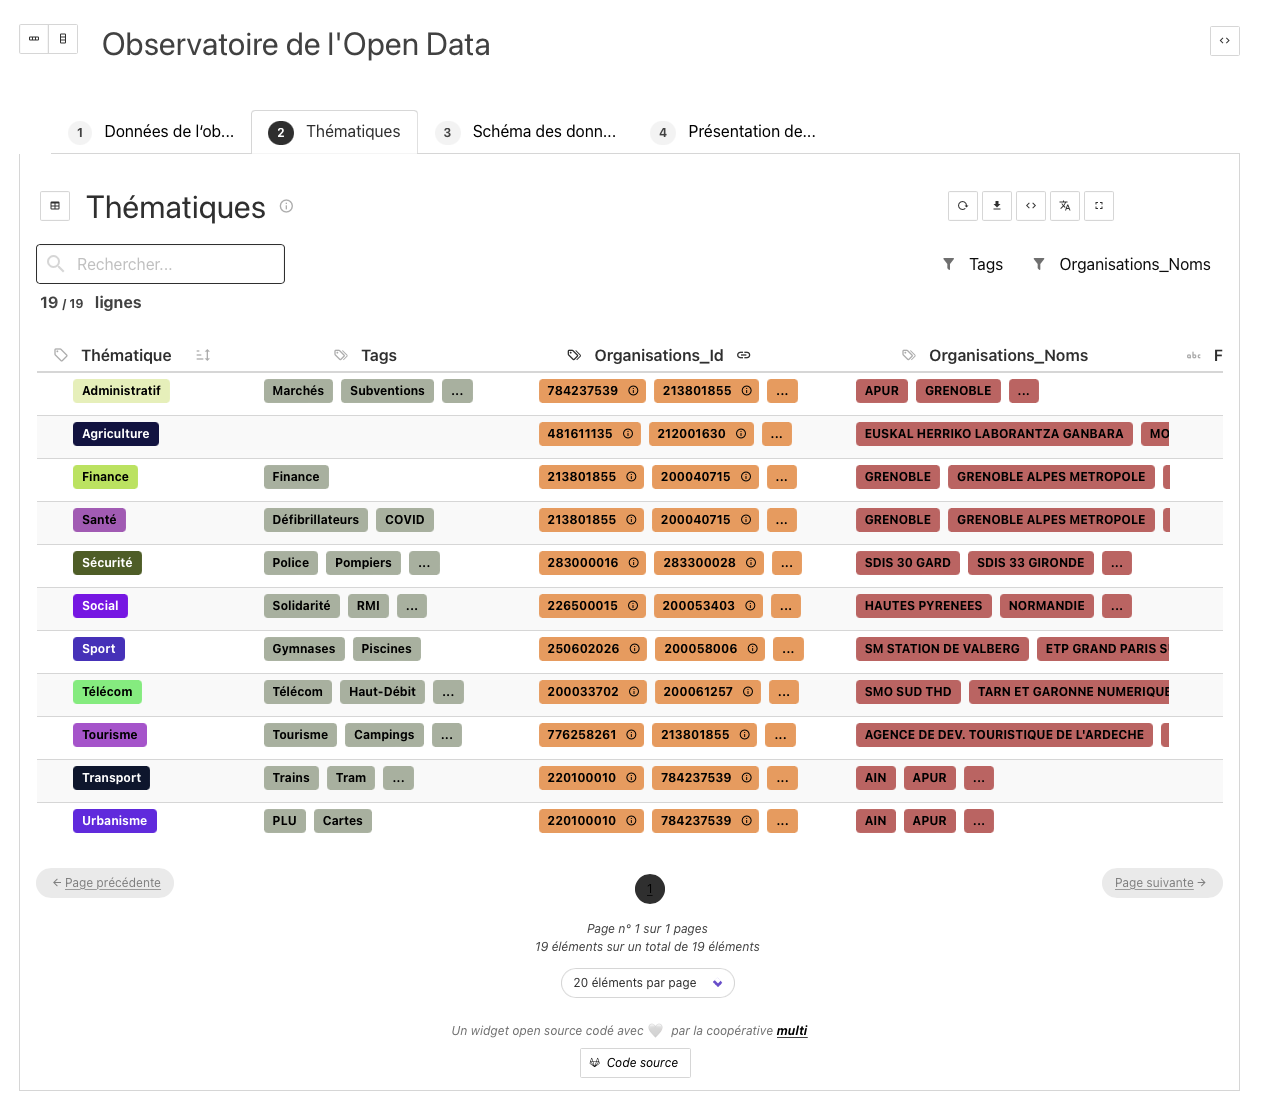 Observatoire de l'Open Data
1 Données de l’ob... 2 Thématiques 3 Schéma des donn... 4 Présentation de...
Thématiques
Rechercher... Tags Organisations_Noms
19 / 19 lignes
Thématique Tags Organisations_Id Organisations_Noms abc F
Administratif Marchés Subventions ... 784237539 213801855 ... APUR GRENOBLE ...
Agriculture 481611135 212001630 ... EUSKAL HERRIKO LABORANTZA GANBARA MO
Finance Finance 213801855 200040715 ... GRENOBLE GRENOBLE ALPES METROPOLE
Santé Défibrillateurs COVID 213801855 200040715 ... GRENOBLE GRENOBLE ALPES METROPOLE
Sécurité Police Pompiers ... 283000016 283300028 ... SDIS 30 GARD SDIS 33 GIRONDE ...
Social Solidarité RMI ... 226500015 200053403 ... HAUTES PYRENEES NORMANDIE ...
Sport Gymnases Piscines 250602026 200058006 ... SM STATION DE VALBERG ETP GRAND PARIS S
Télécom Télécom Haut-Débit ... 200033702 200061257 ... SMO SUD THD TARN ET GARONNE NUMERIQUE
Tourisme Tourisme Campings ... 776258261 213801855 ... AGENCE DE DEV. TOURISTIQUE DE L'ARDECHE
Transport Trains Tram ... 220100010 784237539 ... AIN APUR ...
Urbanisme PLU Cartes 220100010 784237539 ... AIN APUR ...
Page précédente 1 Page suivante
Page n° 1 sur 1 pages
19 éléments sur un total de 19 éléments
20 éléments par page
Un widget open source codé avec 🤍 par la coopérative multi
Code source